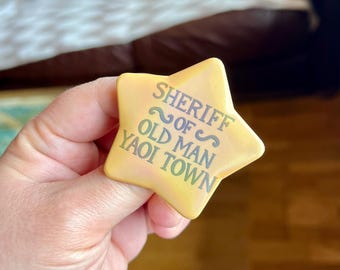 SHERIFF
OF
OLD MAN
YAOI TOWN